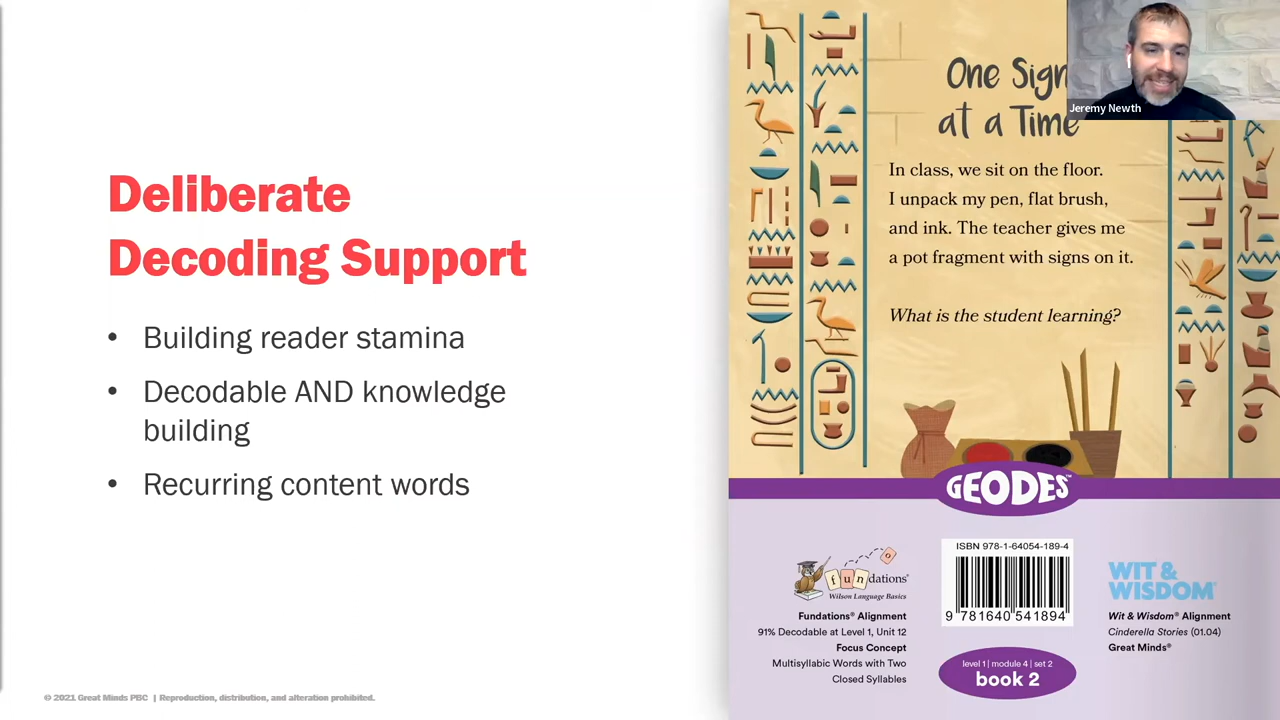 Deliberate
Decoding Support
• Building reader stamina
• Decodable AND knowledge
building
• Recurring content words
© 2021 Great Minds PBC | Reproduction, distribution, and alteration prohibited.
One Sign
at a Time
Jeremy Newth
In class, we sit on the floor.
I unpack my pen, flat brush,
and ink. The teacher gives me
a pot fragment with signs on it.
What is the student learning?
GEODES™
fundations®
Wilson Language Basics
Fundations® Alignment
91% Decodable at Level 1, Unit 12
Focus Concept
Multisyllabic Words with Two
Closed Syllables
ISBN 978-1-64054-189-4
9 781640 541894
level 1 | module 4 | set 2
book 2
WIT &
WISDOM®
Wit & Wisdom® Alignment
Cinderella Stories (01.04)
Great Minds®